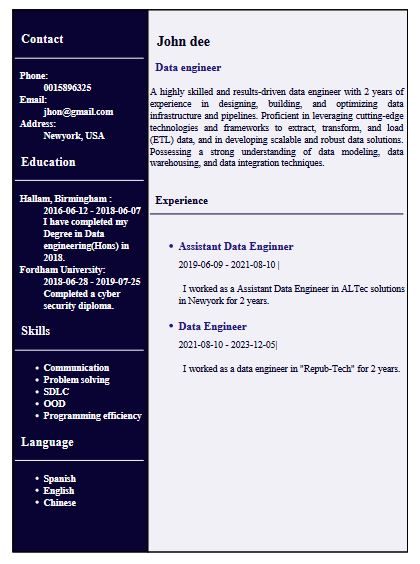 Contact
Phone:
0015896325
Email:
jhon@gmail.com
Address:
Newyork, USA
Education
Hallam, Birmingham :
2016-06-12 - 2018-06-07
I have completed my
Degree in Data
engineering(Hons) in
2018.
Fordham University:
2018-06-28 - 2019-07-25
Completed a cyber
security diploma.
Skills
• Communication
• Problem solving
• SDLC
• OOD
• Programming efficiency
Language
• Spanish
• English
• Chinese
John dee
Data engineer
A highly skilled and results-driven data engineer with 2 years of
experience in designing, building, and optimizing data
infrastructure and pipelines. Proficient in leveraging cutting-edge
technologies and frameworks to extract, transform, and load
(ETL) data, and in developing scalable and robust data solutions.
Possessing a strong understanding of data modeling, data
warehousing, and data integration techniques.
Experience
• Assistant Data Enginner
2019-06-09 - 2021-08-10 |
I worked as a Assistant Data Engineer in ALTec solutions
in Newyork for 2 years.
• Data Engineer
2021-08-10 - 2023-12-05|
I worked as a data engineer in "Repub-Tech" for 2 years.